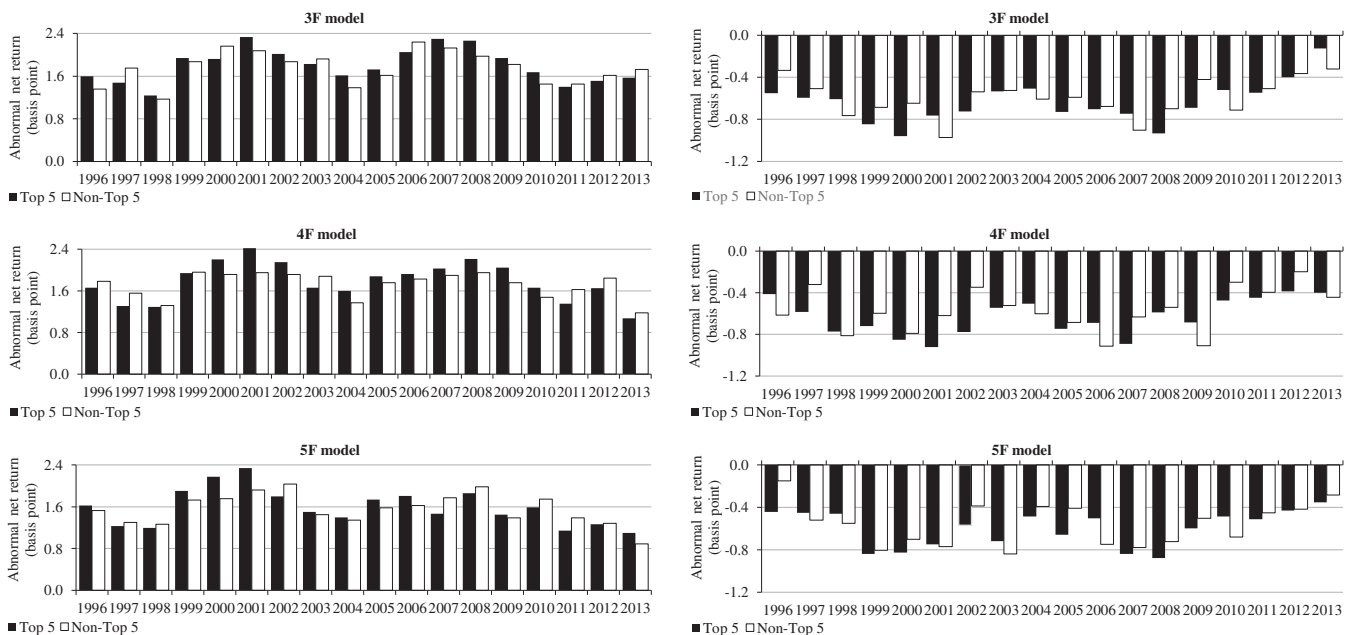 3F model
Abnormal net return
(basis point)
2.4
1.6
0.8
0.0
1996 1997 1998 1999 2000 2001 2002 2003 2004 2005 2006 2007 2008 2009 2010 2011 2012 2013
Top 5 Non-Top 5
3F model
Abnormal net return
(basis point)
0.0
-0.4
-0.8
-1.2
1996 1997 1998 1999 2000 2001 2002 2003 2004 2005 2006 2007 2008 2009 2010 2011 2012 2013
Top 5 Non-Top 5
4F model
Abnormal net return
(basis point)
2.4
1.6
0.8
0.0
1996 1997 1998 1999 2000 2001 2002 2003 2004 2005 2006 2007 2008 2009 2010 2011 2012 2013
Top 5 Non-Top 5
4F model
Abnormal net return
(basis point)
0.0
-0.4
-0.8
-1.2
1996 1997 1998 1999 2000 2001 2002 2003 2004 2005 2006 2007 2008 2009 2010 2011 2012 2013
Top 5 Non-Top 5
5F model
Abnormal net return
(basis point)
2.4
1.6
0.8
0.0
1996 1997 1998 1999 2000 2001 2002 2003 2004 2005 2006 2007 2008 2009 2010 2011 2012 2013
Top 5 Non-Top 5
5F model
Abnormal net return
(basis point)
0.0
-0.4
-0.8
-1.2
1996 1997 1998 1999 2000 2001 2002 2003 2004 2005 2006 2007 2008 2009 2010 2011 2012 2013
Top 5 Non-Top 5